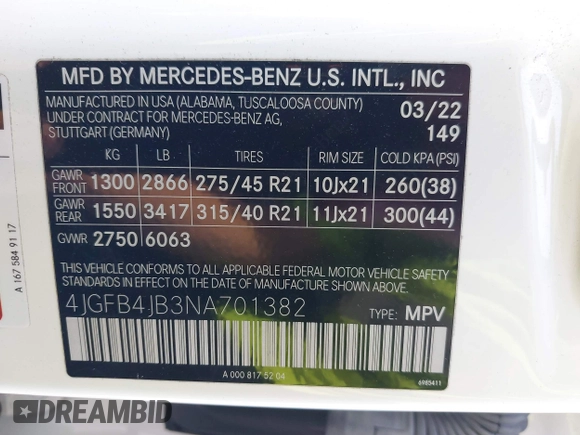 MFD BY MERCEDES-BENZ U.S. INTL., INC
MANUFACTURED IN USA (ALABAMA, TUSCALOOSA COUNTY)
UNDER CONTRACT FOR MERCEDES-BENZ AG,
STUTTGART (GERMANY)
03/22
149
KG LB TIRES RIM SIZE COLD KPA (PSI)
GAWR FRONT 1300 2866 275/45 R21 10Jx21 260(38)
GAWR REAR 1550 3417 315/40 R21 11Jx21 300(44)
GVWR 2750 6063
THIS VEHICLE CONFORMS TO ALL APPLICABLE FEDERAL MOTOR VEHICLE SAFETY
STANDARDS IN EFFECT ON THE DATE OF MANUFACTURE SHOWN ABOVE.
4JGFB4JB3NA701382 TYPE: MPV
A 000 817 52 04
6985411
A 167 584 91 17
DREAMBID